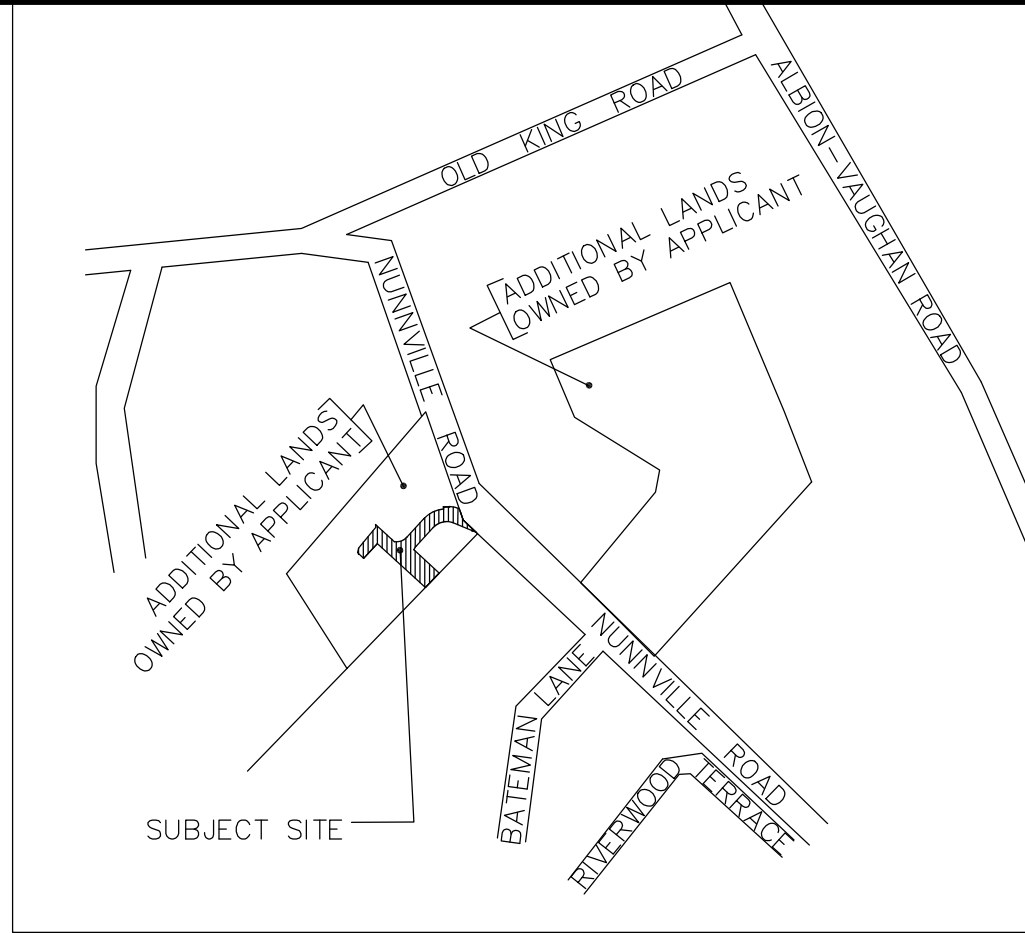 OLD KING ROAD
ALBION-VAUGHAN ROAD
ADDITIONAL LANDS
OWNED BY APPLICANT
NUNNVILLE ROAD
ADDITIONAL LANDS
OWNED BY APPLICANT
NUNNVILLE ROAD
BATEMAN LANE
RIVERWOOD TERRACE
SUBJECT SITE